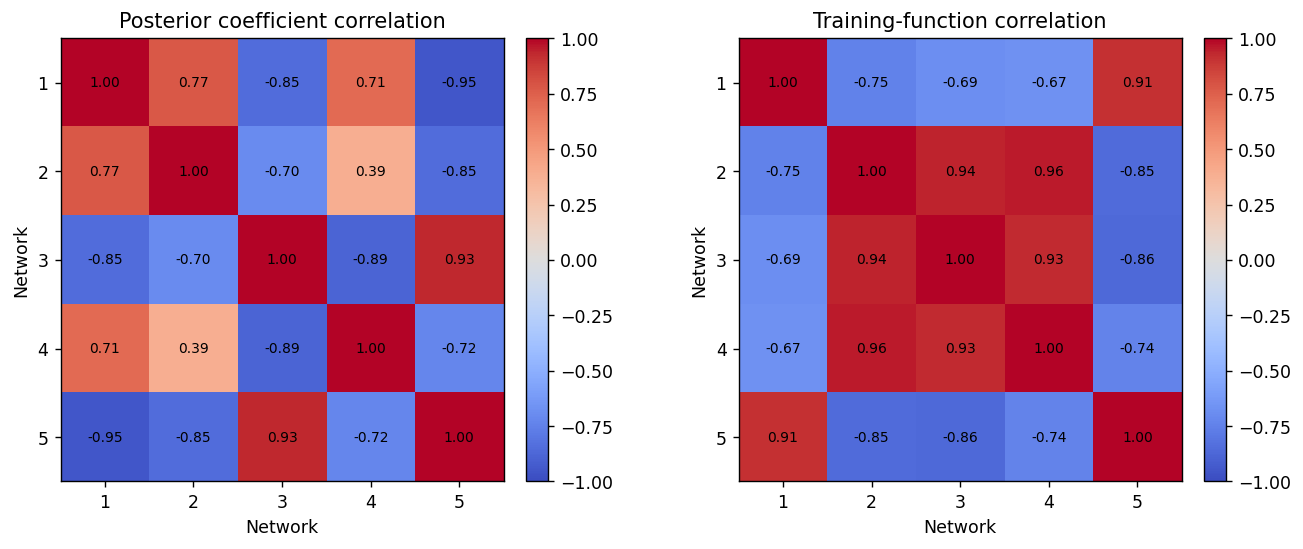 Posterior coefficient correlation
Network
1
1.00 0.77 -0.85 0.71 -0.95
2
0.77 1.00 -0.70 0.39 -0.85
3
-0.85 -0.70 1.00 -0.89 0.93
4
0.71 0.39 -0.89 1.00 -0.72
5
-0.95 -0.85 0.93 -0.72 1.00
1 2 3 4 5
Network
1.00
0.75
0.50
0.25
0.00
−0.25
−0.50
−0.75
−1.00
Training-function correlation
Network
1
1.00 -0.75 -0.69 -0.67 0.91
2
-0.75 1.00 0.94 0.96 -0.85
3
-0.69 0.94 1.00 0.93 -0.86
4
-0.67 0.96 0.93 1.00 -0.74
5
0.91 -0.85 -0.86 -0.74 1.00
1 2 3 4 5
Network
1.00
0.75
0.50
0.25
0.00
−0.25
−0.50
−0.75
−1.00